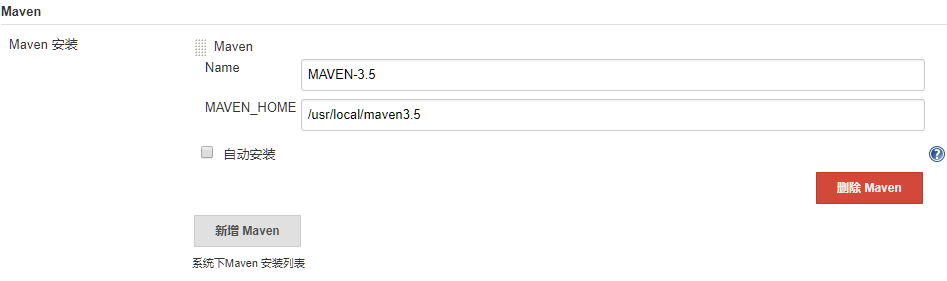 Maven
Maven 安装
Maven
Name
MAVEN-3.5
MAVEN_HOME
/usr/local/maven3.5
自动安装
?
删除 Maven
新增 Maven
系统下Maven 安装列表